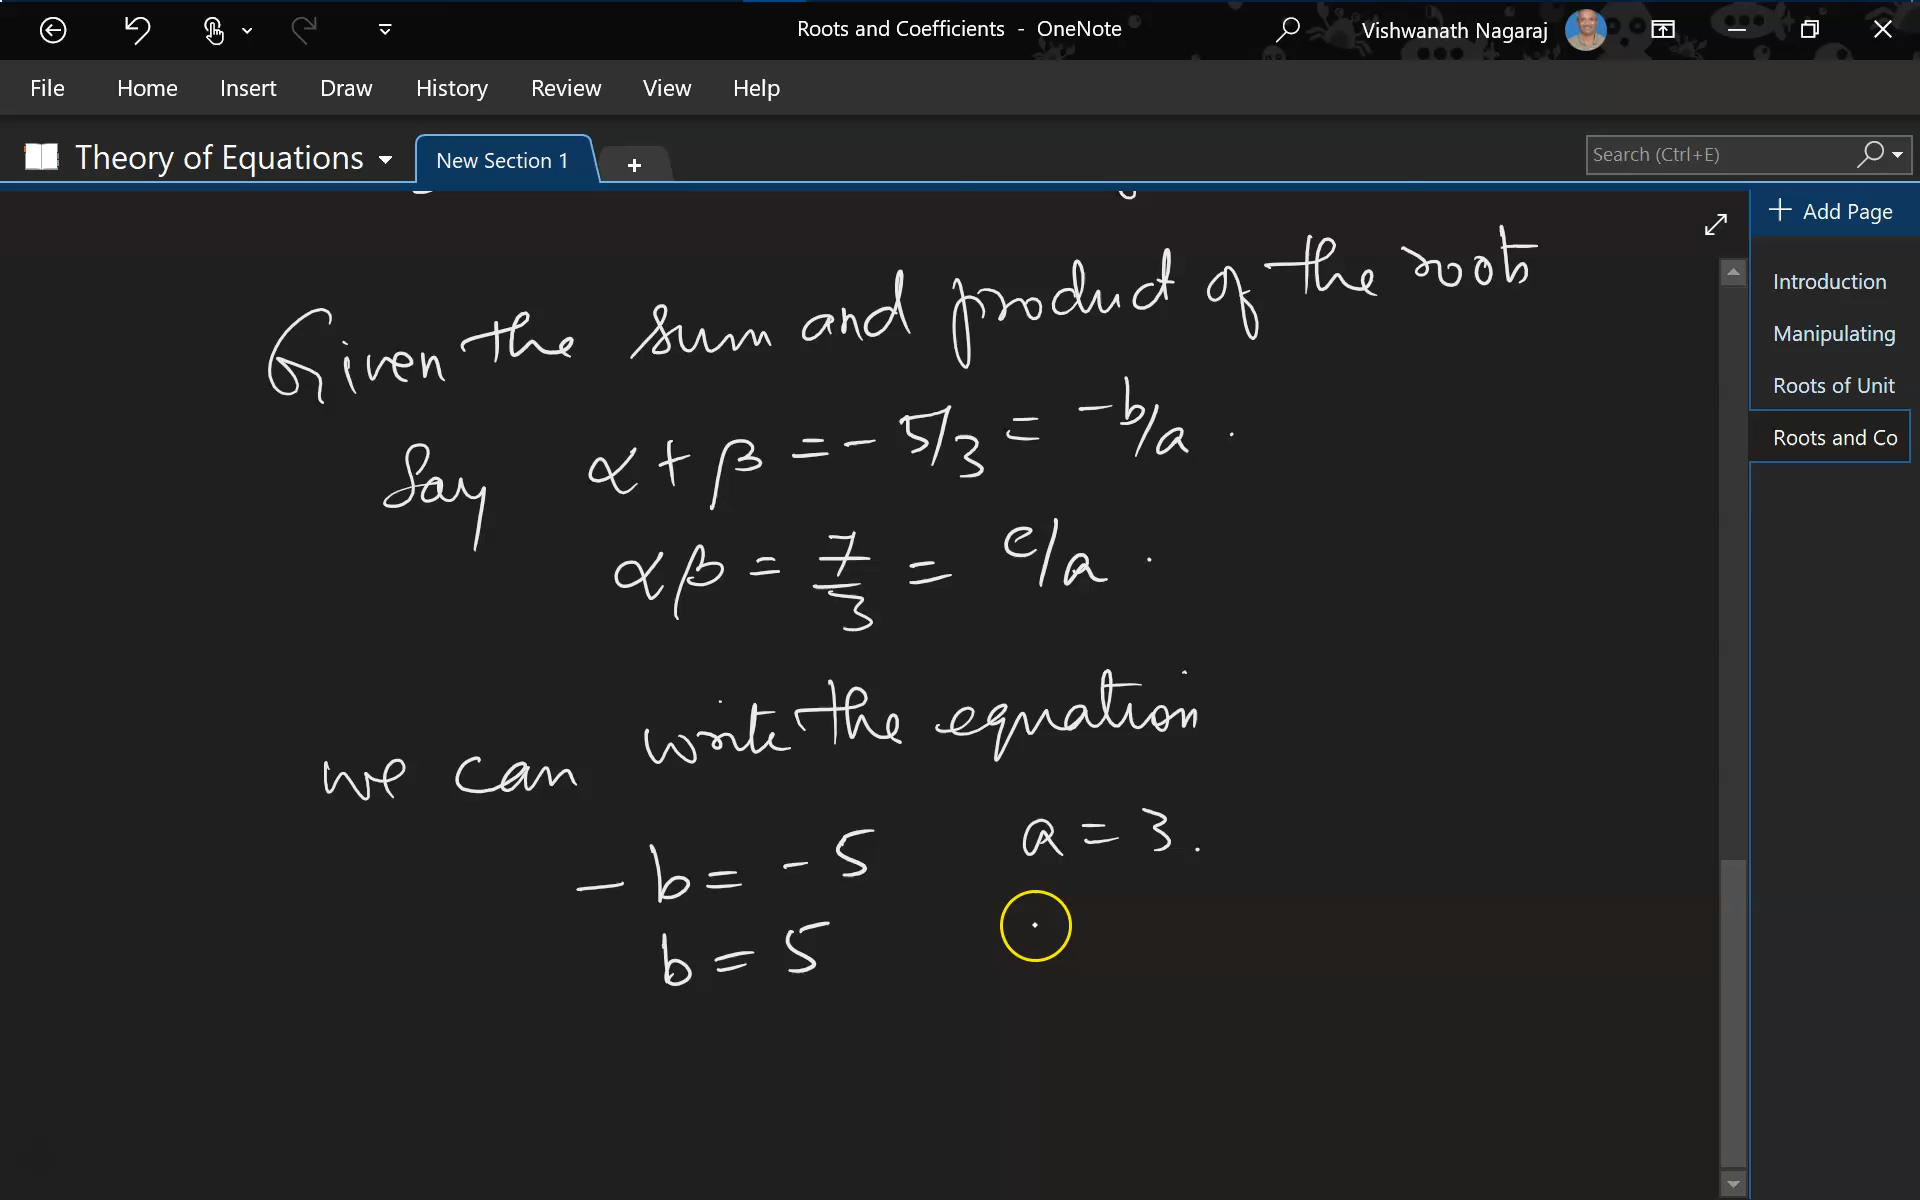 Roots and Coefficients - OneNote
Vishwanath Nagaraj
File Home Insert Draw History Review View Help
Theory of Equations
New Section 1
+
Search (Ctrl+E)
+ Add Page
Introduction
Manipulating
Roots of Unit
Roots and Co
Given the sum and product of the roots
Say α + β = - 5/3 = -b/a .
αβ = 7/3 = c/a .
we can write the equation
- b = - 5 a = 3.
b = 5